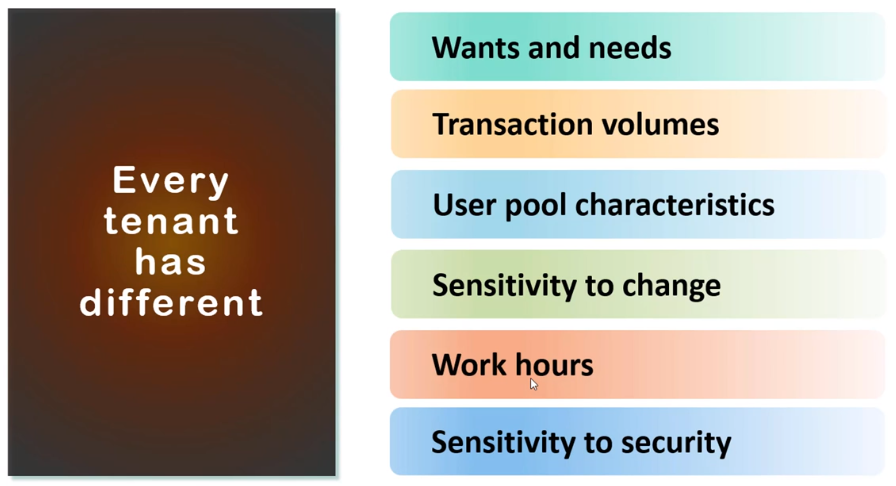 Every
tenant
has
different
Wants and needs
Transaction volumes
User pool characteristics
Sensitivity to change
Work hours
Sensitivity to security